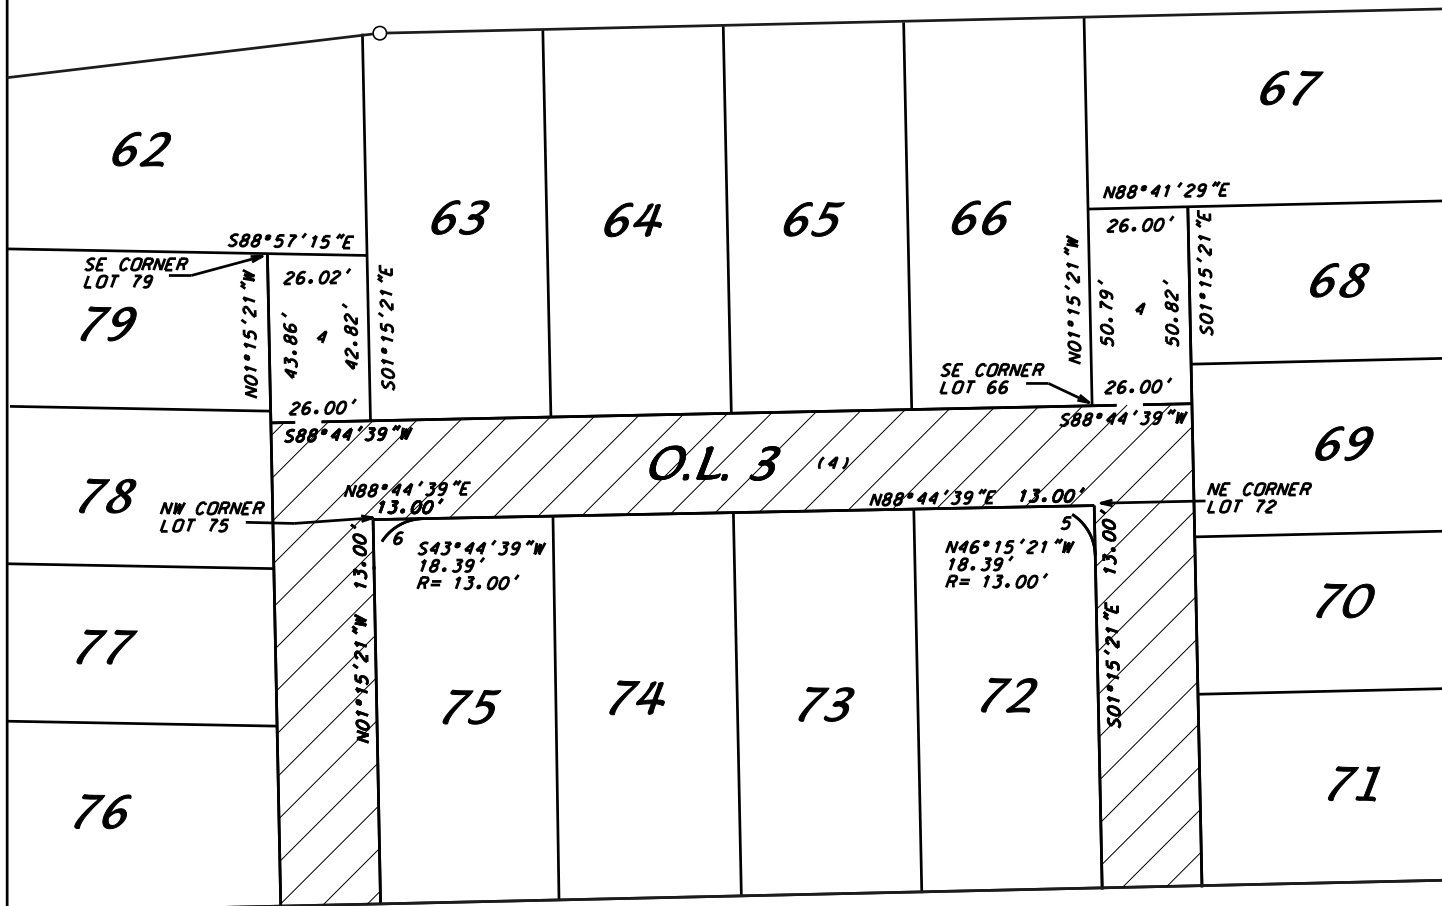 62
63
64
65
66
67
N88°41'29"E
26.00'
S88°57'15"E
SE CORNER
LOT 79
26.02'
79
N01°15'21"W
43.86'
4
42.82'
S01°15'21"E
26.00'
S88°44'39"W
N01°15'21"W
50.79'
4
50.82'
S01°15'21"E
68
SE CORNER
LOT 66
26.00'
S88°44'39"W
69
O.L. 3 (4)
78
NW CORNER
LOT 75
N88°44'39"E
13.00'
N88°44'39"E 13.00'
NE CORNER
LOT 72
13.00'
N01°15'21"W
6
S43°44'39"W
18.39'
R= 13.00'
5
N46°15'21"W
18.39'
R= 13.00'
13.00'
S01°15'21"E
70
77
75
74
73
72
76
71